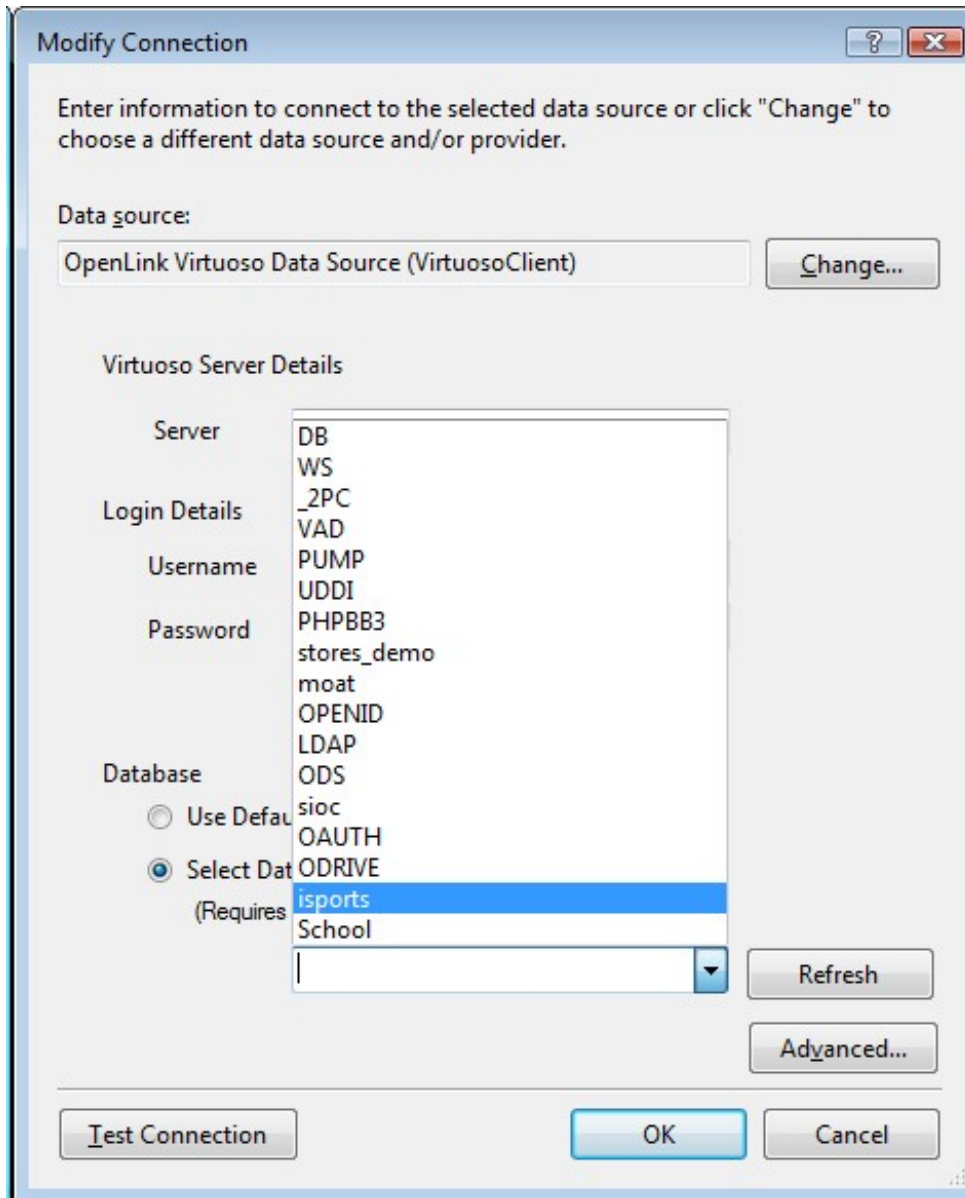 Modify Connection
Enter information to connect to the selected data source or click "Change" to
choose a different data source and/or provider.
Data source:
OpenLink Virtuoso Data Source (VirtuosoClient)
Change...
Virtuoso Server Details
Server
DB
WS
_2PC
Login Details
VAD
Username
PUMP
UDDI
Password
PHPBB3
stores_demo
moat
OPENID
LDAP
Database
ODS
Use Defau
sioc
OAUTH
Select Dat
ODRIVE
(Requires
isports
School
Refresh
Advanced...
Test Connection
OK
Cancel